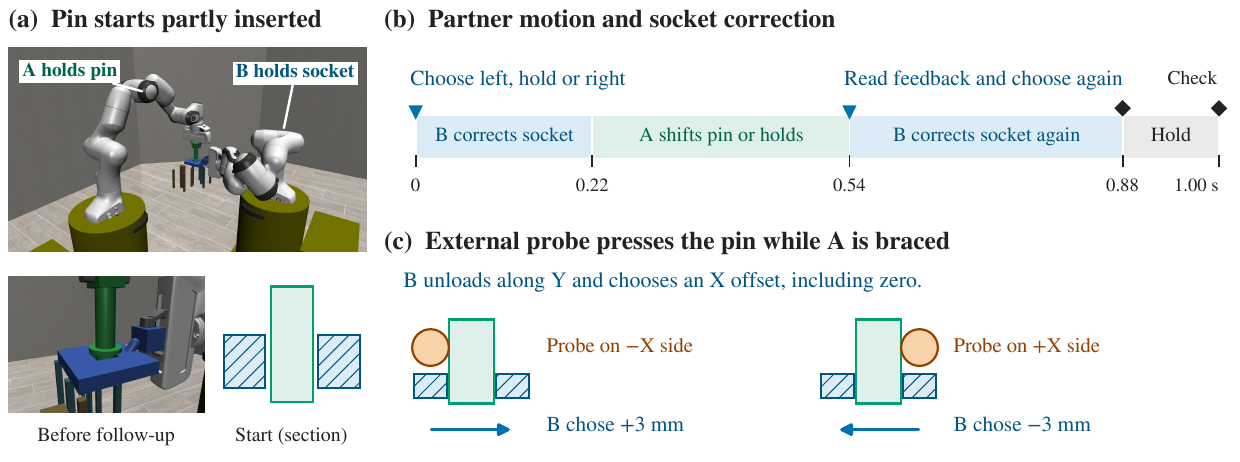 (a) Pin starts partly inserted
A holds pin
B holds socket
Before follow-up
Start (section)
(b) Partner motion and socket correction
Choose left, hold or right
Read feedback and choose again
Check
B corrects socket
A shifts pin or holds
B corrects socket again
Hold
0
0.22
0.54
0.88
1.00 s
(c) External probe presses the pin while A is braced
B unloads along Y and chooses an X offset, including zero.
Probe on −X side
B chose +3 mm
Probe on +X side
B chose −3 mm